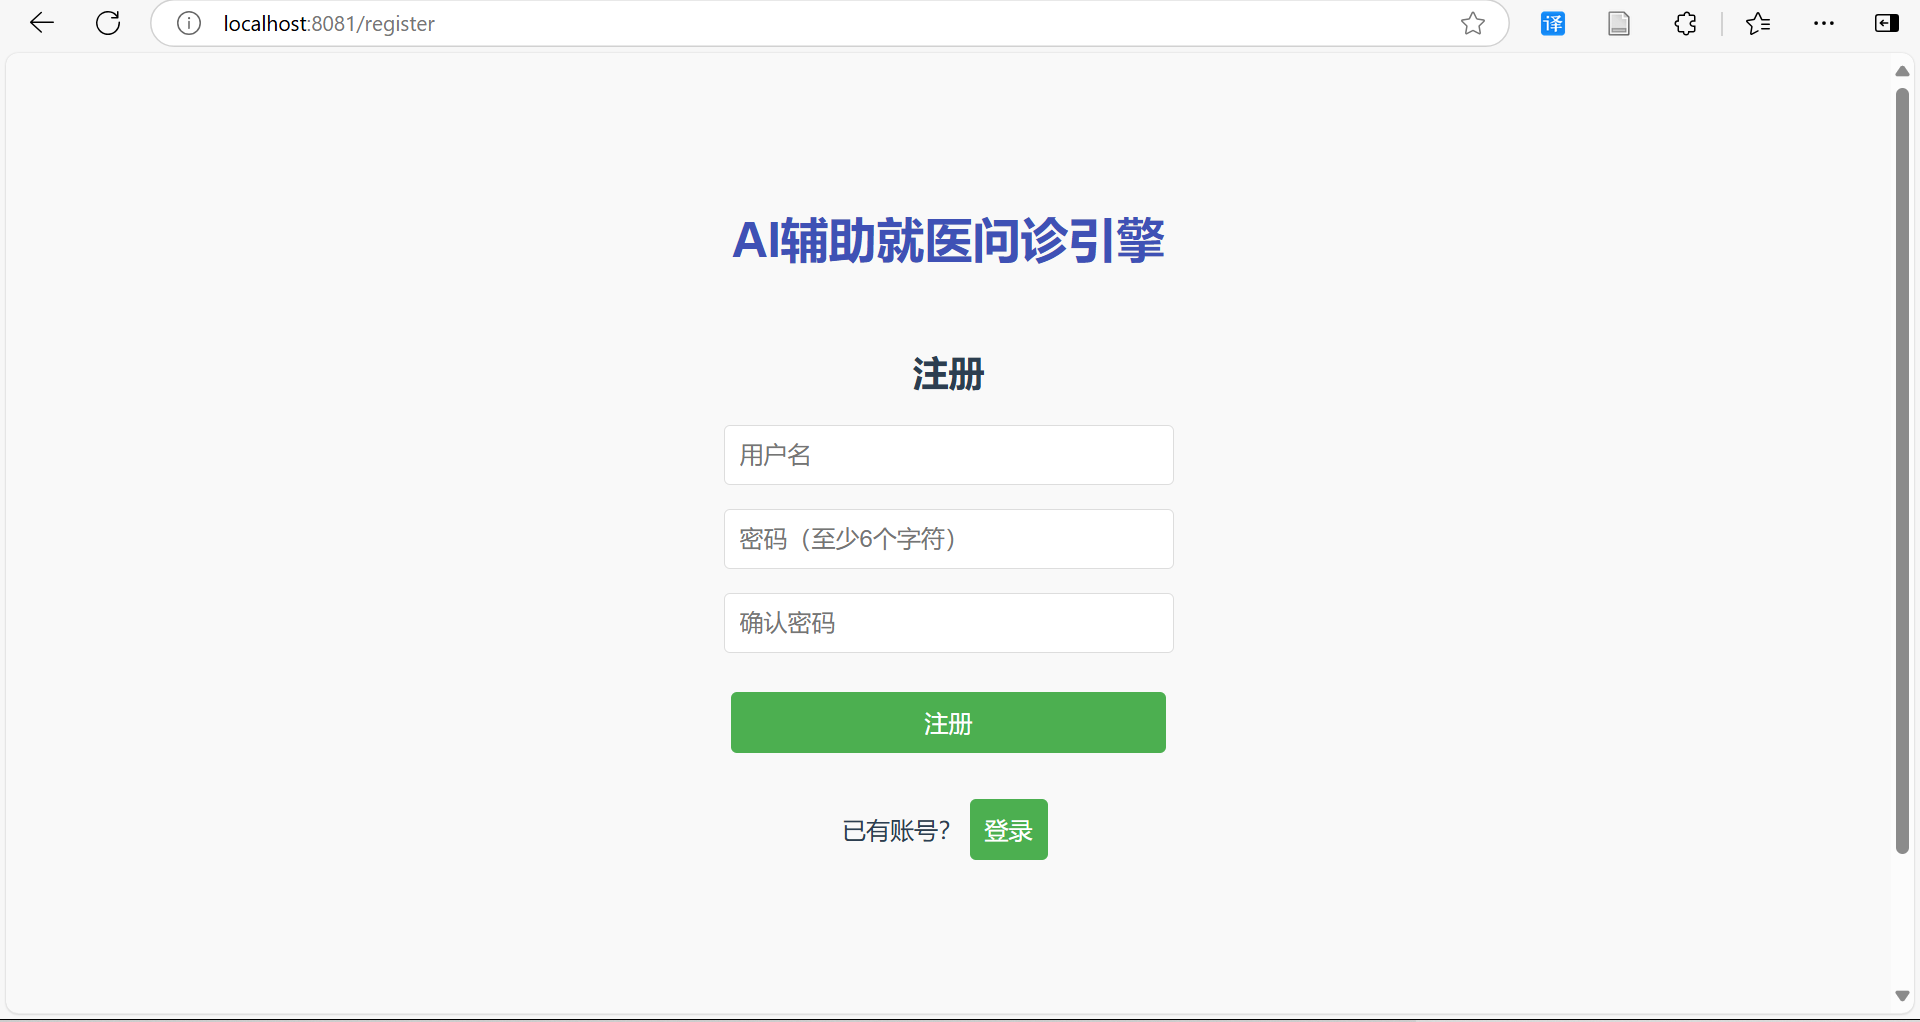 localhost:8081/register
译
AI辅助就医问诊引擎
注册
用户名
密码（至少6个字符）
确认密码
注册
已有账号？ 登录